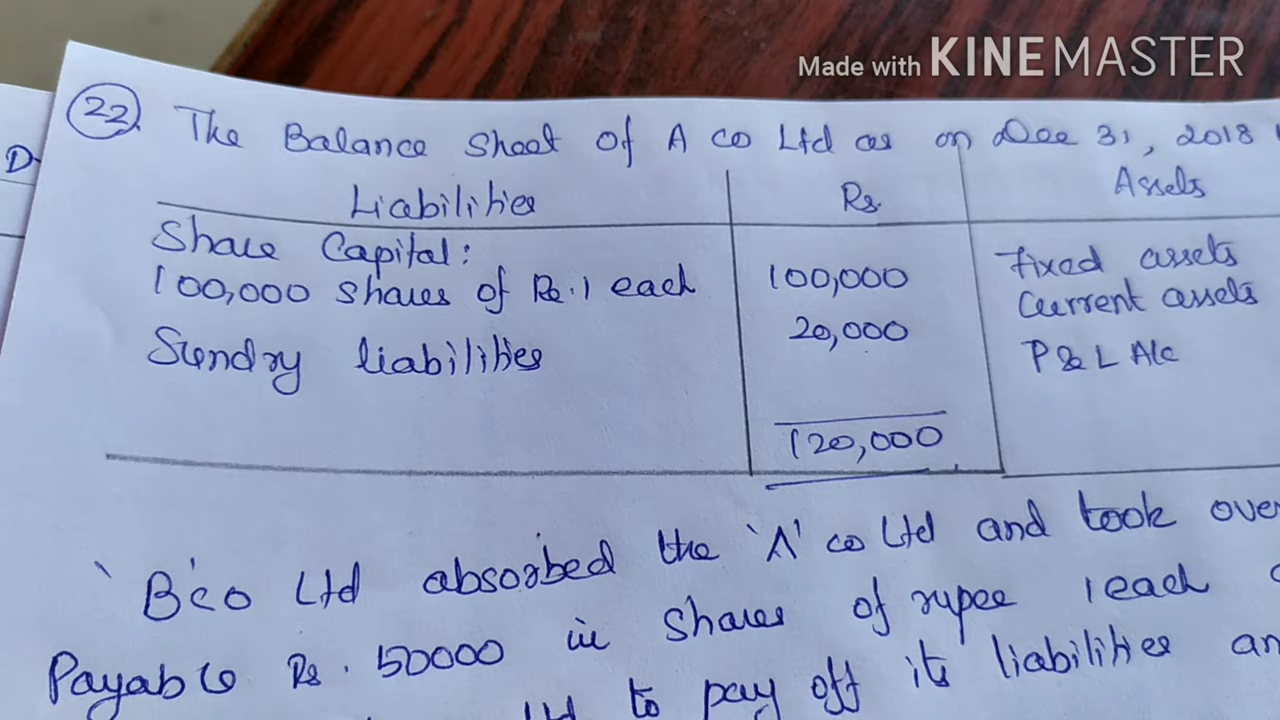 Made with KINEMASTER
22. The Balance Sheet of A co Ltd as on Dec 31, 2018
Liabilities Rs. Assets
Share Capital:
100,000 shares of Rs.1 each 100,000 Fixed assets
Sundry liabilities 20,000 Current assets
P & L A/c
120,000
'B'co Ltd absorbed the 'A' co Ltd and took over
Payable Rs. 50000 in shares of rupee 1 each
Ltd to pay off its liabilities an
D